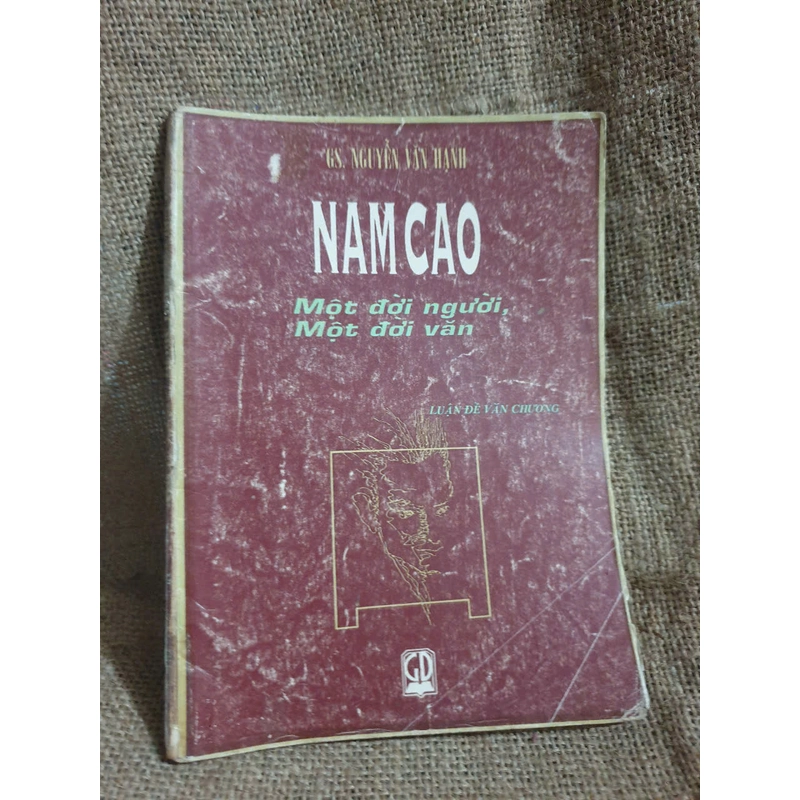 GS. NGUYỄN VĂN HẠNH
NAM CAO
Một đời người,
Một đời văn
LUẬN ĐỀ VĂN CHƯƠNG
GD